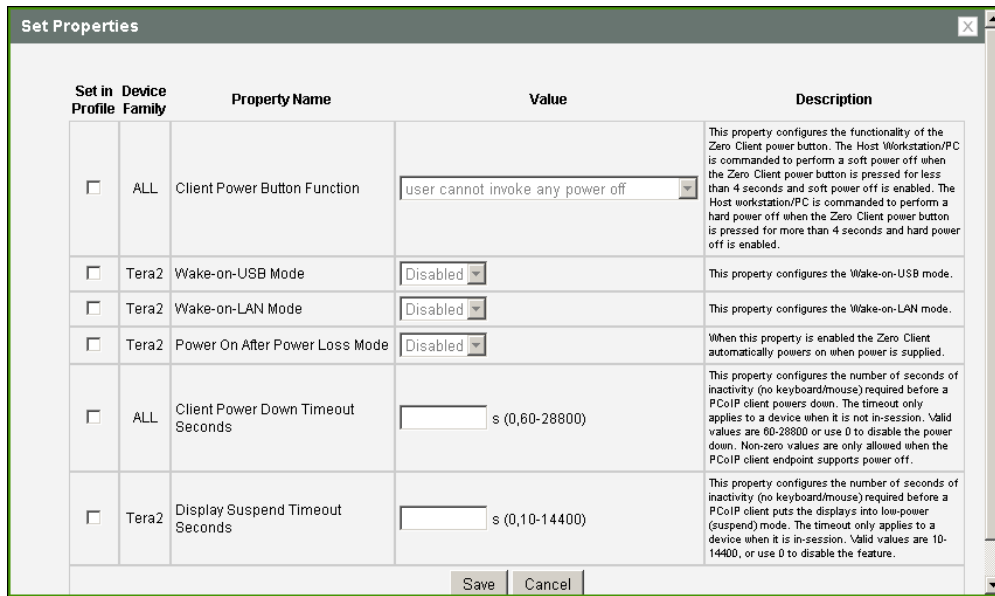 Set Properties
X
Set in Profile
Device Family
Property Name
Value
Description
ALL
Client Power Button Function
user cannot invoke any power off
This property configures the functionality of the
Zero Client power button. The Host Workstation/PC
is commanded to perform a soft power off when
the Zero Client power button is pressed for less
than 4 seconds and soft power off is enabled. The
Host workstation/PC is commanded to perform a
hard power off when the Zero Client power button
is pressed for more than 4 seconds and hard power
off is enabled.
Tera2
Wake-on-USB Mode
Disabled
This property configures the Wake-on-USB mode.
Tera2
Wake-on-LAN Mode
Disabled
This property configures the Wake-on-LAN mode.
Tera2
Power On After Power Loss Mode
Disabled
When this property is enabled the Zero Client
automatically powers on when power is supplied.
ALL
Client Power Down Timeout
Seconds
s (0,60-28800)
This property configures the number of seconds of
inactivity (no keyboard/mouse) required before a
PCoIP client powers down. The timeout only
applies to a device when it is not in-session. Valid
values are 60-28800 or use 0 to disable the power
down. Non-zero values are only allowed when the
PCoIP client endpoint supports power off.
Tera2
Display Suspend Timeout
Seconds
s (0,10-14400)
This property configures the number of seconds of
inactivity (no keyboard/mouse) required before a
PCoIP client puts the displays into low-power
(suspend) mode. The timeout only applies to a
device when it is in-session. Valid values are 10-
14400, or use 0 to disable the feature.
Save
Cancel